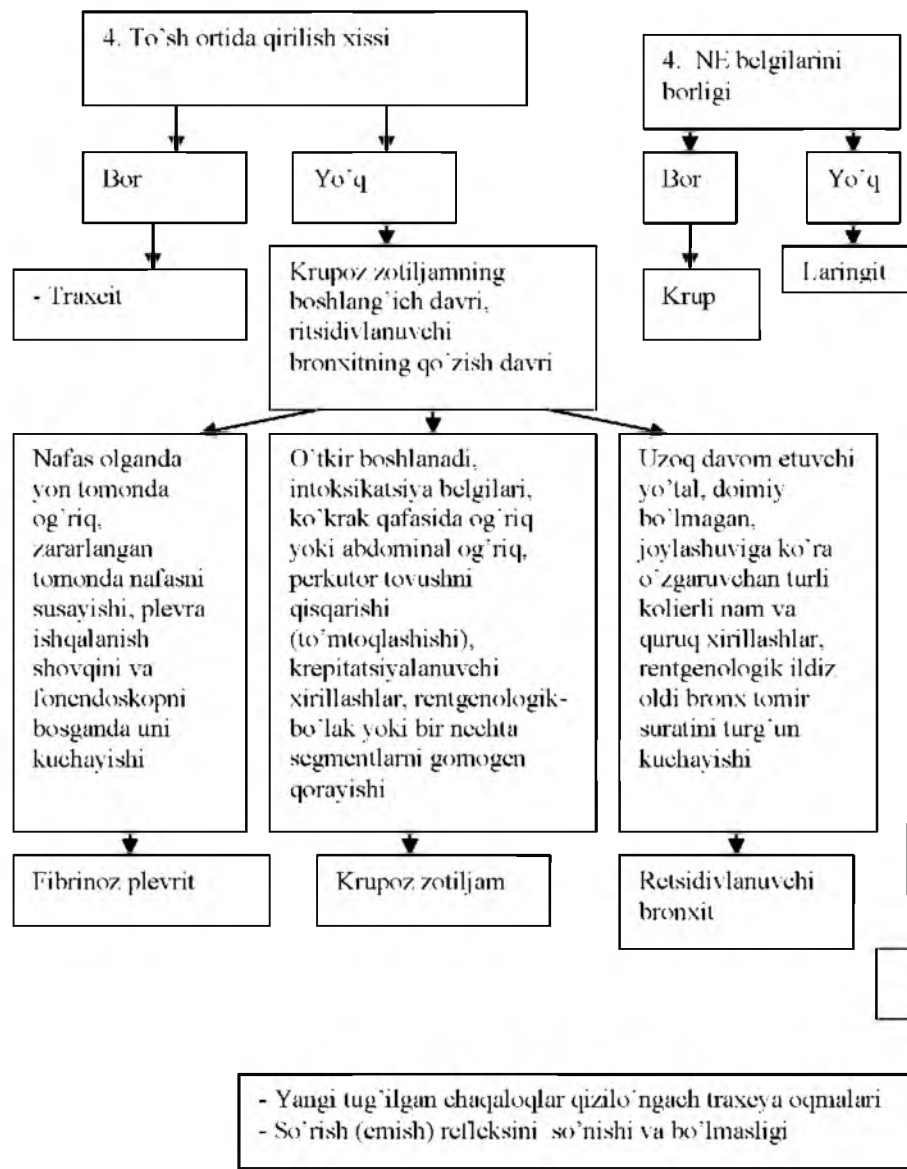 4. To`sh ortida qirilish xissi
4. NE belgilarini
borligi
Bor
Yo`q
Bor
Yo`q
- Traxeit
Krupoz zotiljamning
boshlang`ich davri,
ritsidivlanuvchi
bronxitning qo`zish davri
Krup
Laringit
Nafas olganda
yon tomonda
og`riq,
zararlangan
tomonda nafasni
susayishi, plevra
ishqalanish
shovqini va
fonendoskopni
bosganda uni
kuchayishi
O`tkir boshlanadi,
intoksikatsiya belgilari,
ko`krak qafasida og`riq
yoki abdominal og`riq,
perkutor tovushni
qisqarishi
(to`mtoqlashishi),
krepitatsiyalanuvchi
xirillashlar, rentgenologik-
bo`lak yoki bir nechta
segmentlarni gomogen
qorayishi
Uzoq davom etuvchi
yo`tal, doimiy
bo`lmagan,
joylashuviga ko`ra
o`zgaruvchan turli
kolierli nam va
quruq xirillashlar,
rentgenologik ildiz
oldi bronx tomir
suratini turg`un
kuchayishi
Fibrinoz plevrit
Krupoz zotiljam
Retsidivlanuvchi
bronxit
- Yangi tug`ilgan chaqaloqlar qizilo`ngach traxeya oqmalari
- So`rish (emish) refleksini so`nishi va bo`lmasligi